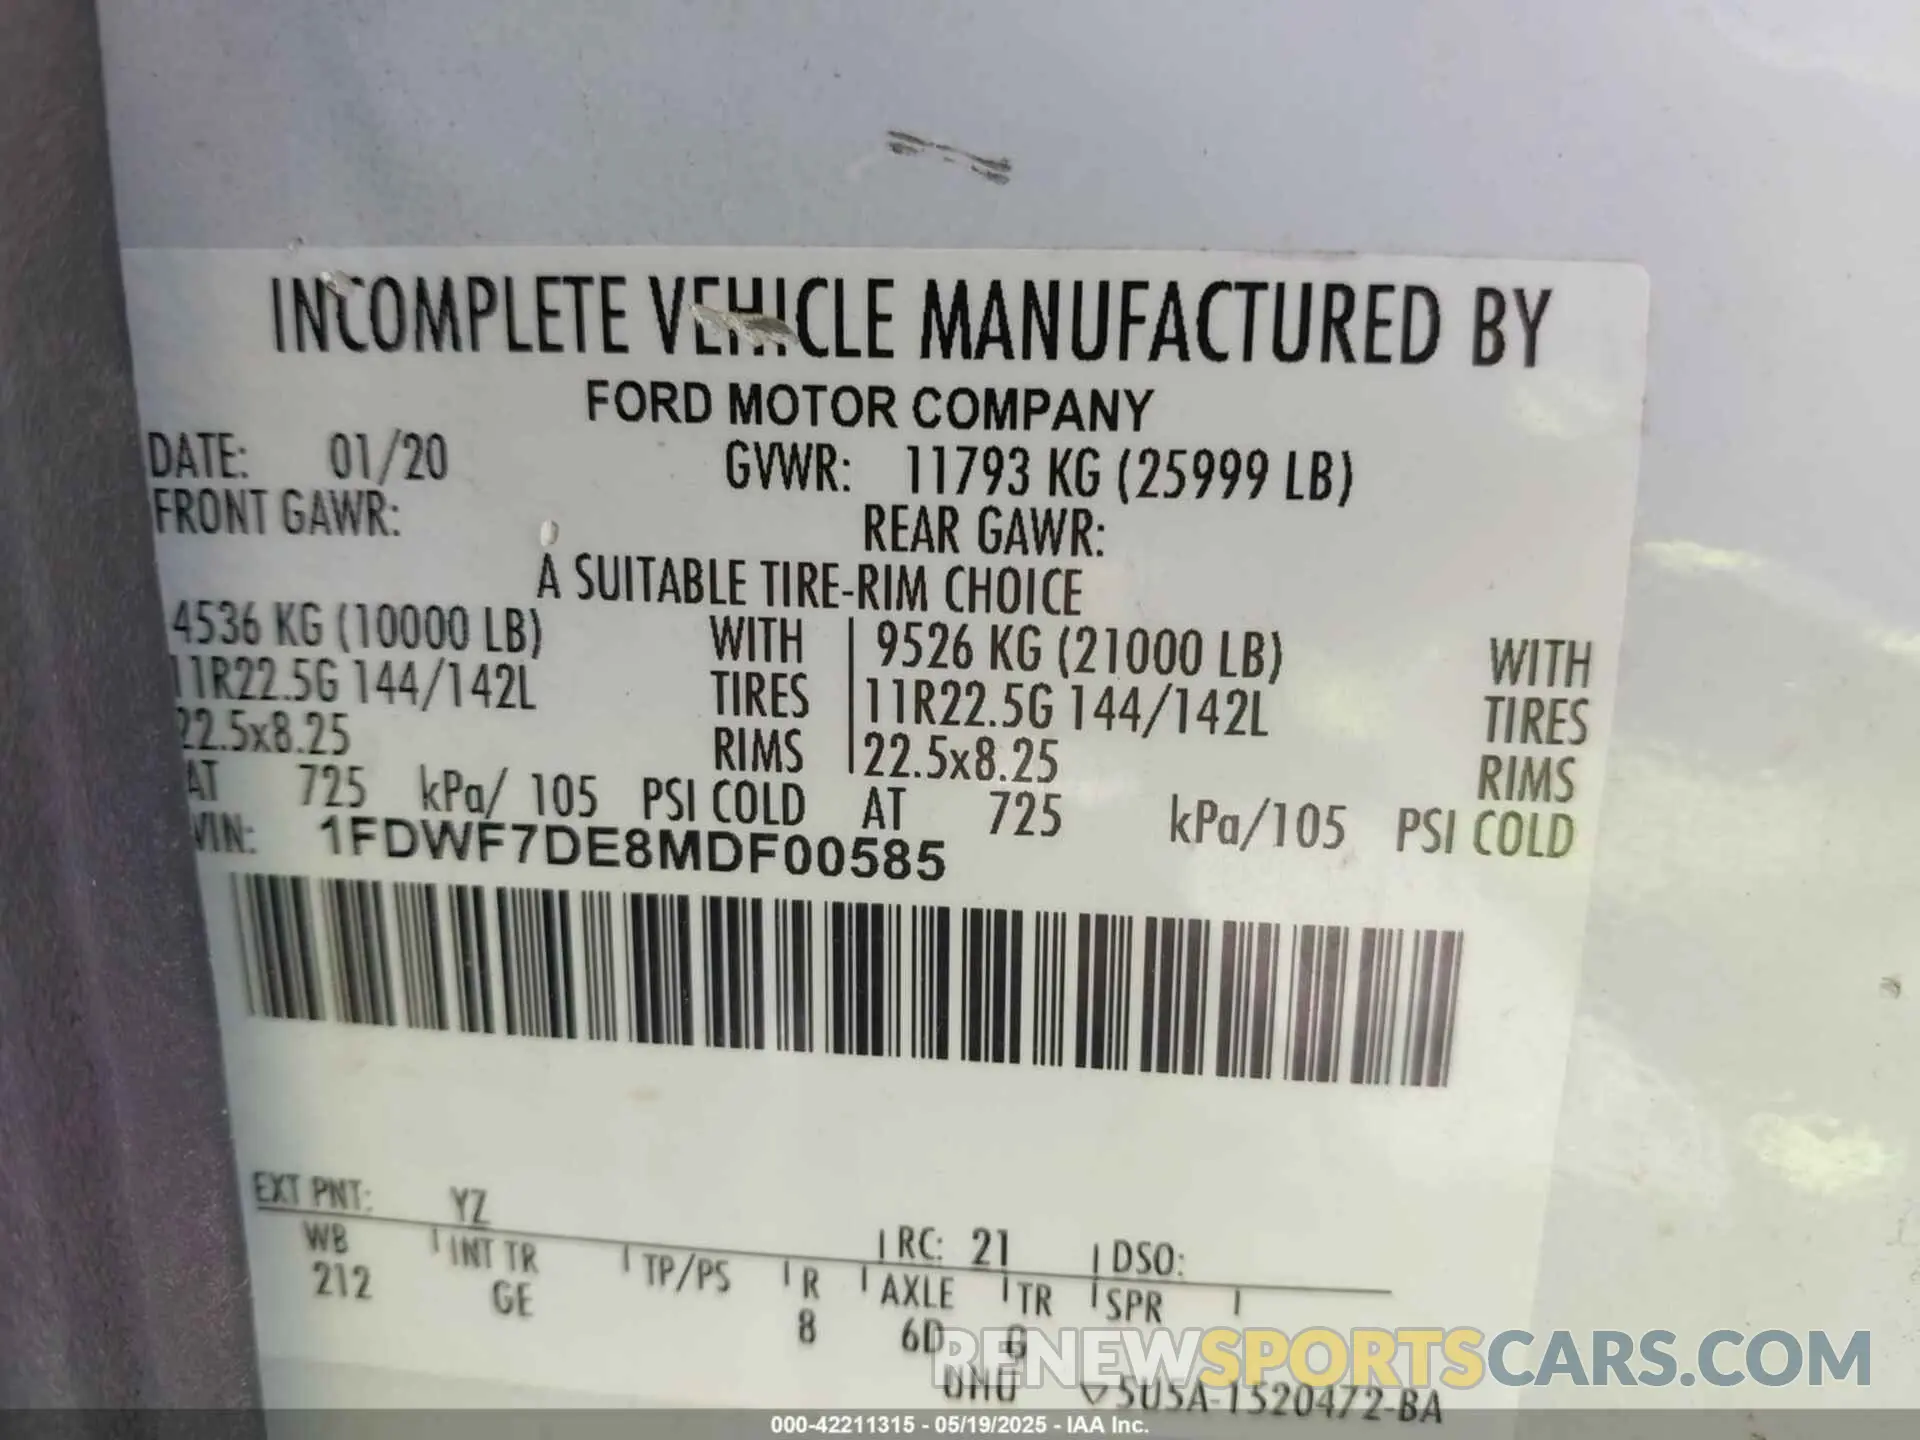 INCOMPLETE VEHICLE MANUFACTURED BY
FORD MOTOR COMPANY
DATE: 01/20 GVWR: 11793 KG (25999 LB)
FRONT GAWR: REAR GAWR:
A SUITABLE TIRE-RIM CHOICE
4536 KG (10000 LB) WITH 9526 KG (21000 LB) WITH
11R22.5G 144/142L TIRES 11R22.5G 144/142L TIRES
22.5x8.25 RIMS 22.5x8.25 RIMS
AT 725 kPa/ 105 PSI COLD AT 725 kPa/105 PSI COLD
VIN: 1FDWF7DE8MDF00585
EXT PNT: YZ RC: 21 DSO:
WB INT TR TP/PS R AXLE TR SPR
212 GE 8 6D G
RENEWSPORTSCARS.COM
5U5A-1520472-BA
000-42211315 - 05/19/2025 - IAA Inc.